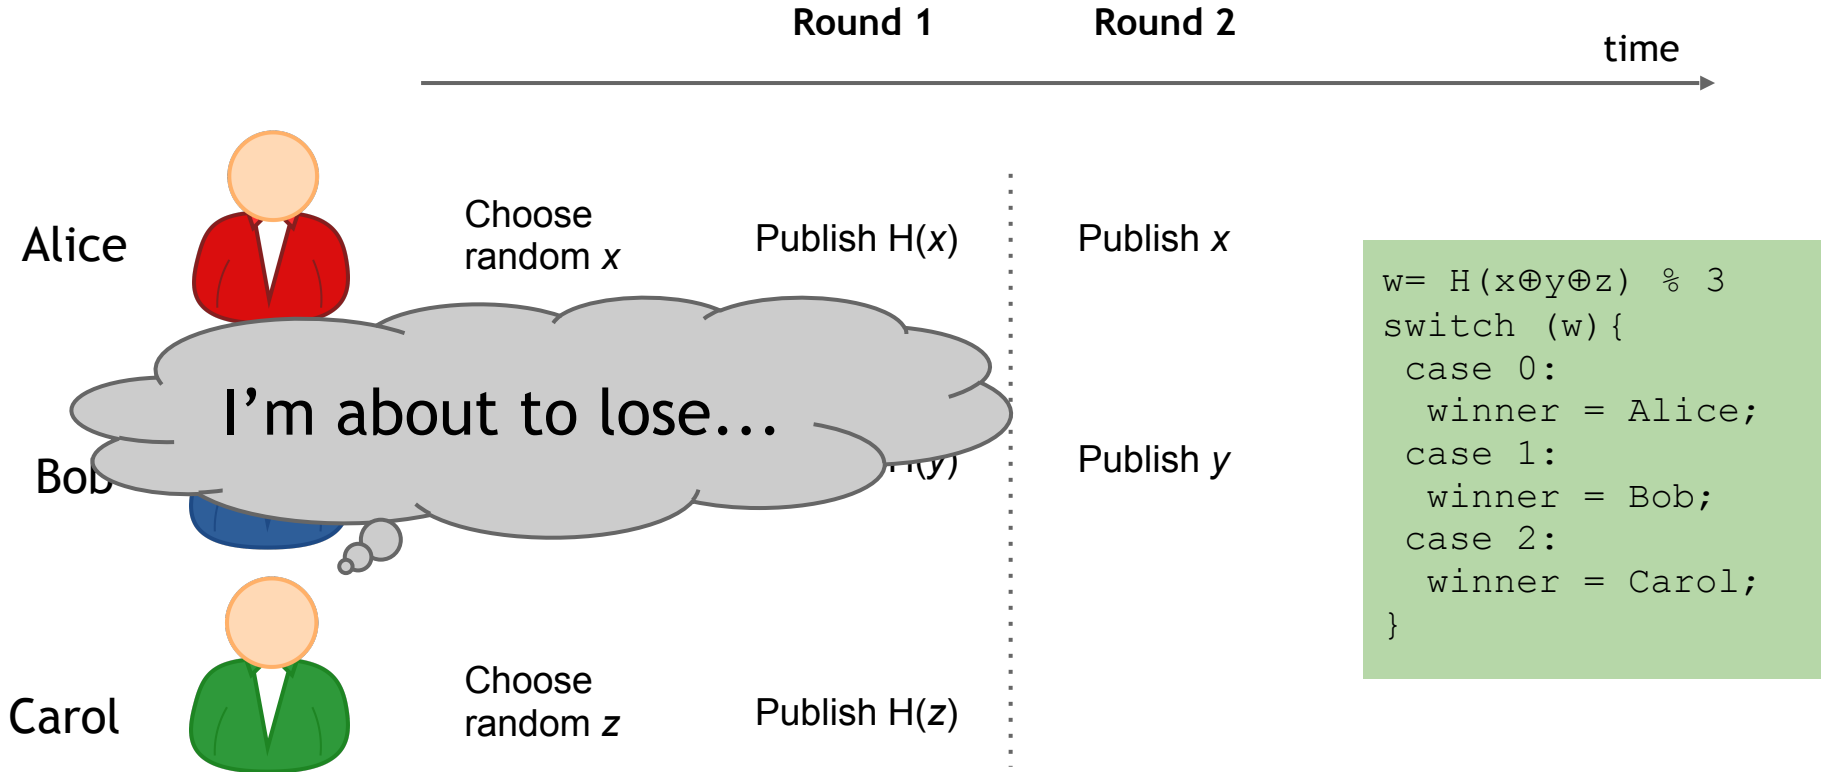 Round 1 Round 2
time
Alice
Choose
random x
Publish H(x)
Publish x
I'm about to lose...
Bob
H(y)
Publish y
Carol
Choose
random z
Publish H(z)
w= H(x⊕y⊕z) % 3
switch (w){
case 0:
winner = Alice;
case 1:
winner = Bob;
case 2:
winner = Carol;
}